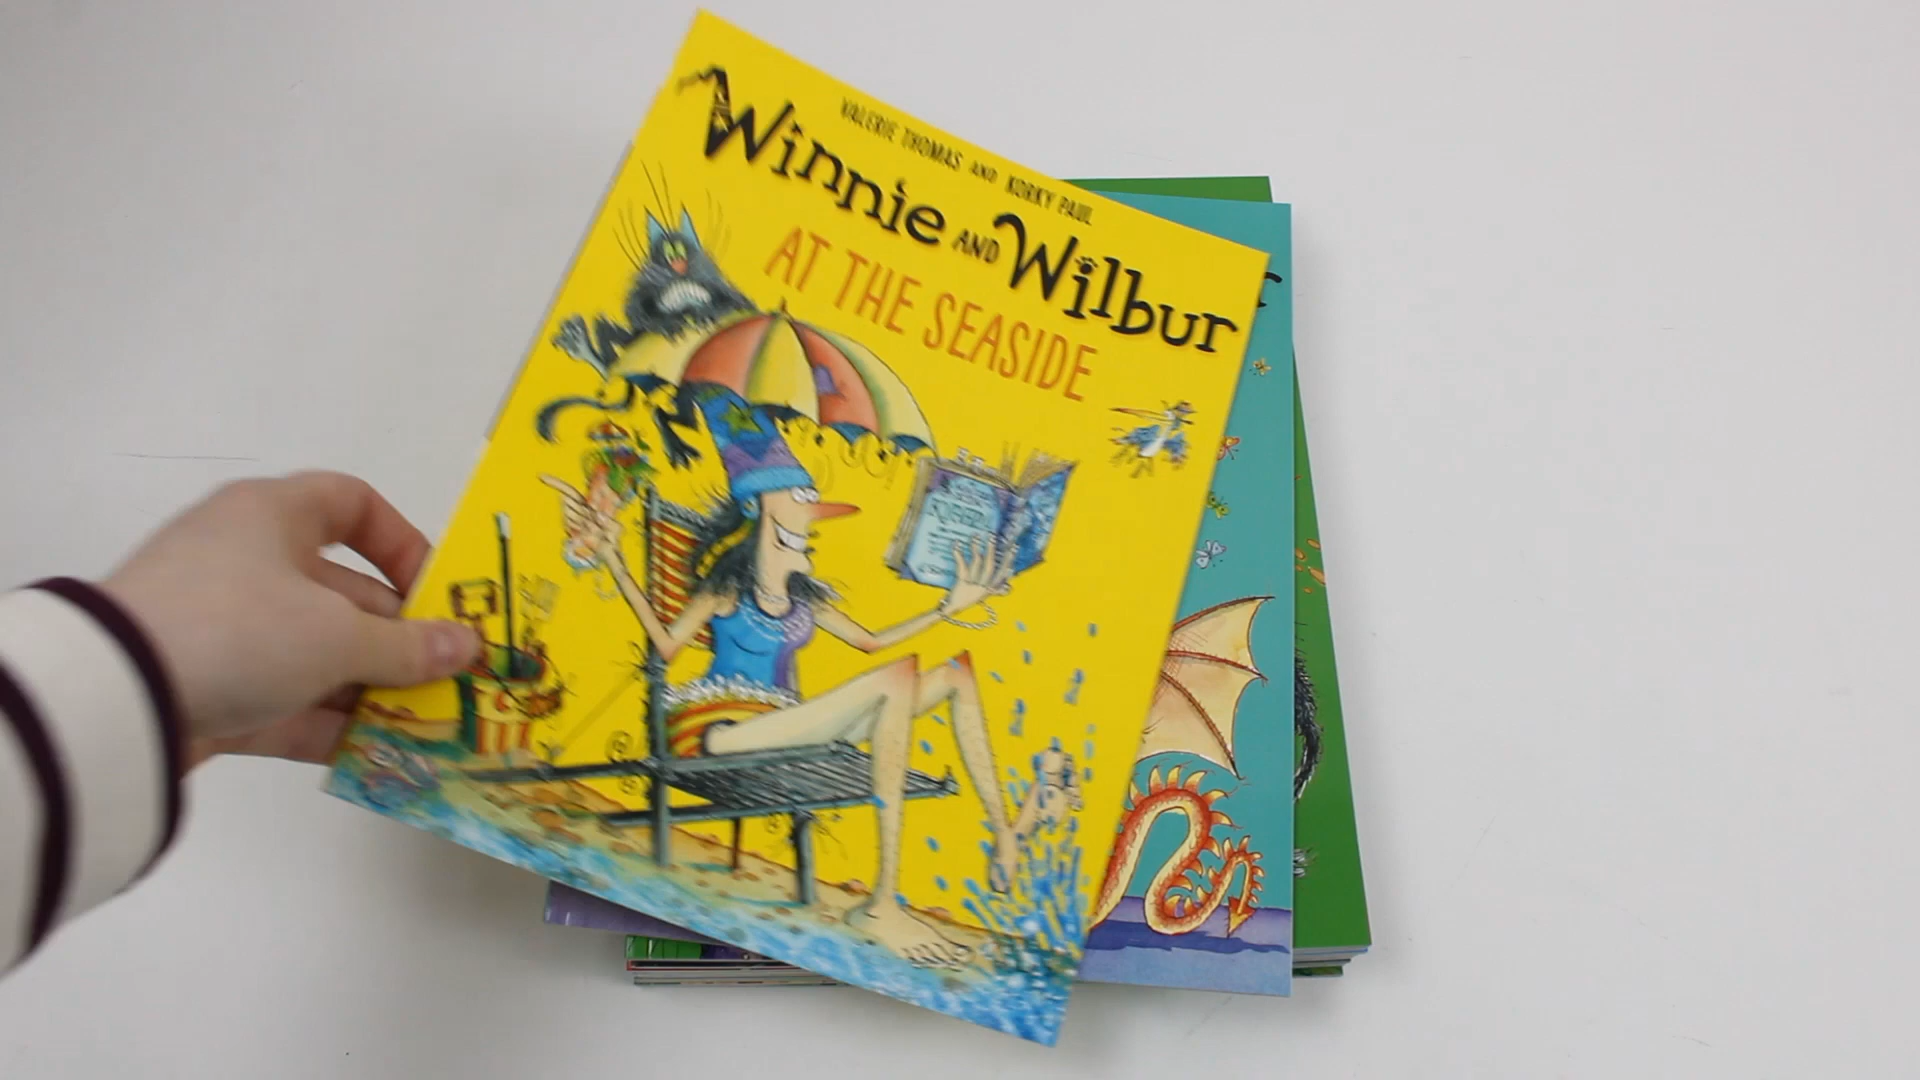 VALERIE THOMAS AND KORKY PAUL
Winnie AND Wilbur
AT THE SEASIDE
r